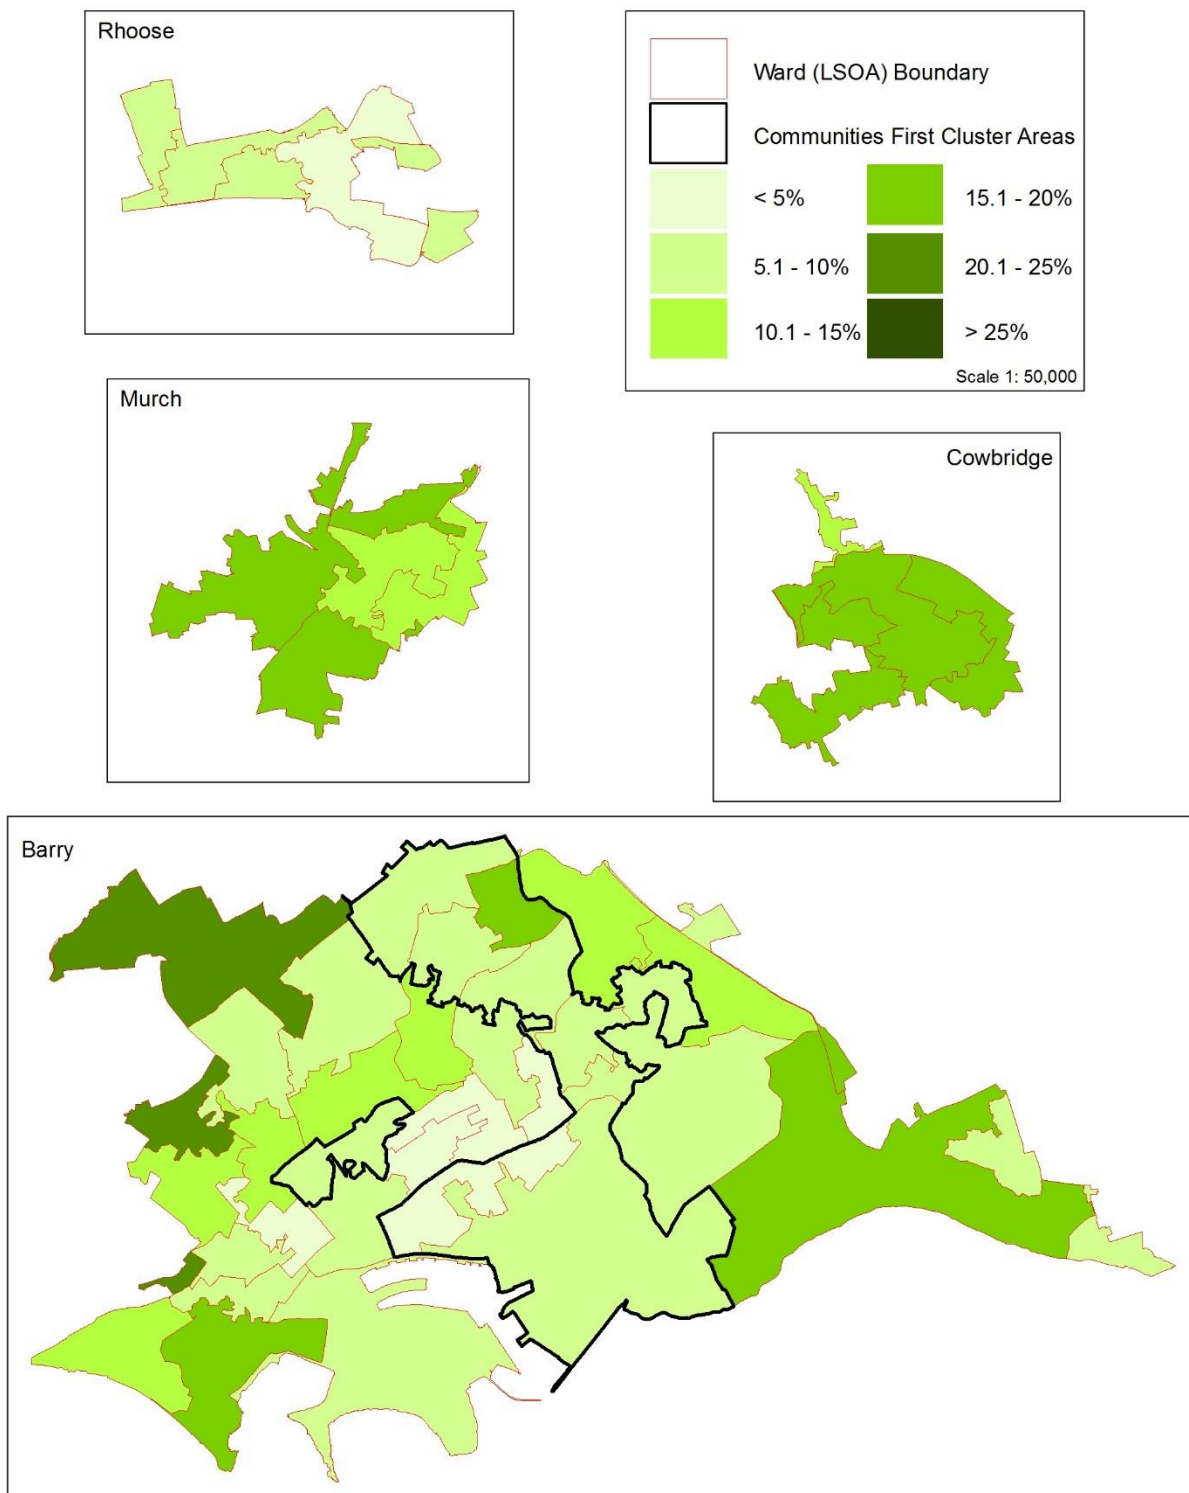 Rhoose
Ward (LSOA) Boundary
Communities First Cluster Areas
< 5%
15.1 - 20%
5.1 - 10%
20.1 - 25%
10.1 - 15%
> 25%
Scale 1: 50,000
Murch
Cowbridge
Barry